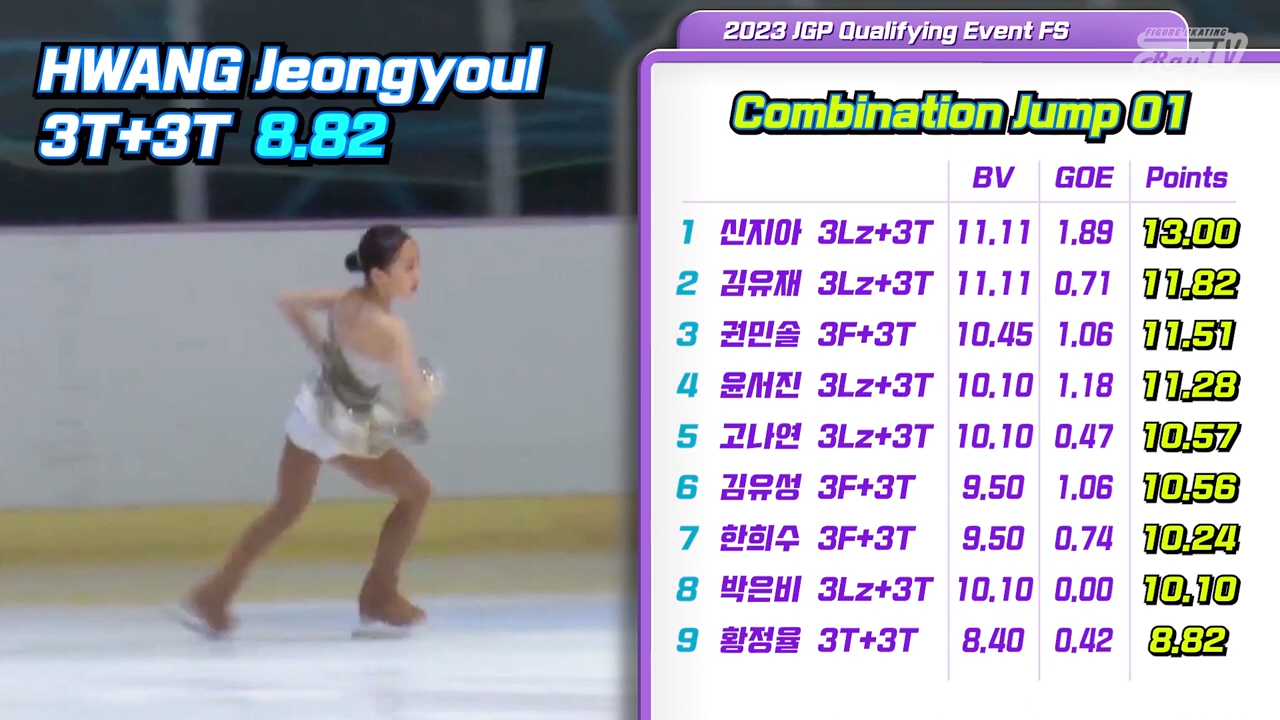 HWANG Jeongyoul
3T+3T 8.82
2023 JGP Qualifying Event FS
FIGURE SKATING
RayTV
Combination Jump 01
BV GOE Points
1 신지아 3Lz+3T 11.11 1.89 13.00
2 김유재 3Lz+3T 11.11 0.71 11.82
3 권민솔 3F+3T 10.45 1.06 11.51
4 윤서진 3Lz+3T 10.10 1.18 11.28
5 고나연 3Lz+3T 10.10 0.47 10.57
6 김유성 3F+3T 9.50 1.06 10.56
7 한희수 3F+3T 9.50 0.74 10.24
8 박은비 3Lz+3T 10.10 0.00 10.10
9 황정율 3T+3T 8.40 0.42 8.82